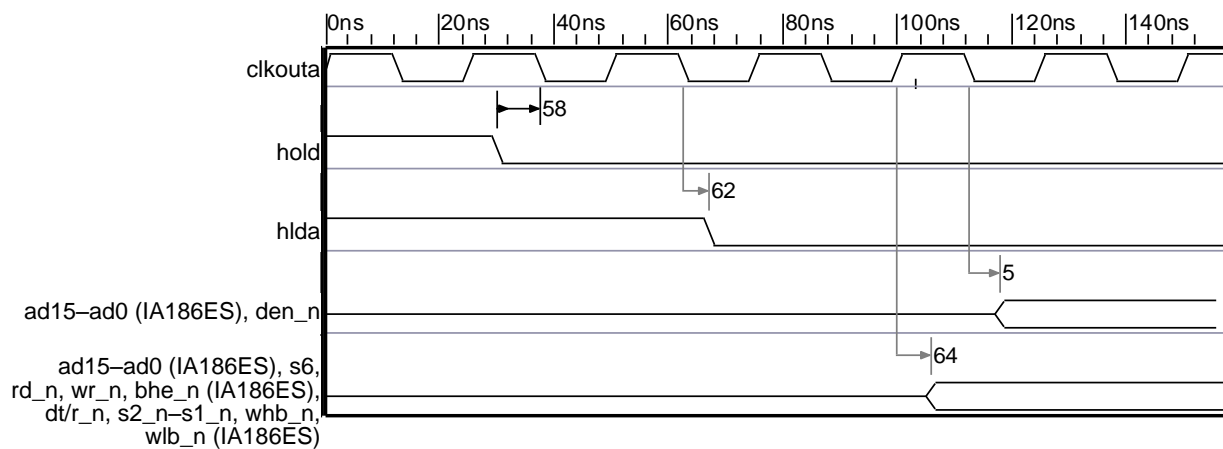 0ns 20ns 40ns 60ns 80ns 100ns 120ns 140ns
clkouta
58
hold
62
hlda
5
ad15–ad0 (IA186ES), den_n
64
ad15–ad0 (IA186ES), s6,
rd_n, wr_n, bhe_n (IA186ES),
dt/r_n, s2_n–s1_n, whb_n,
wlb_n (IA186ES)